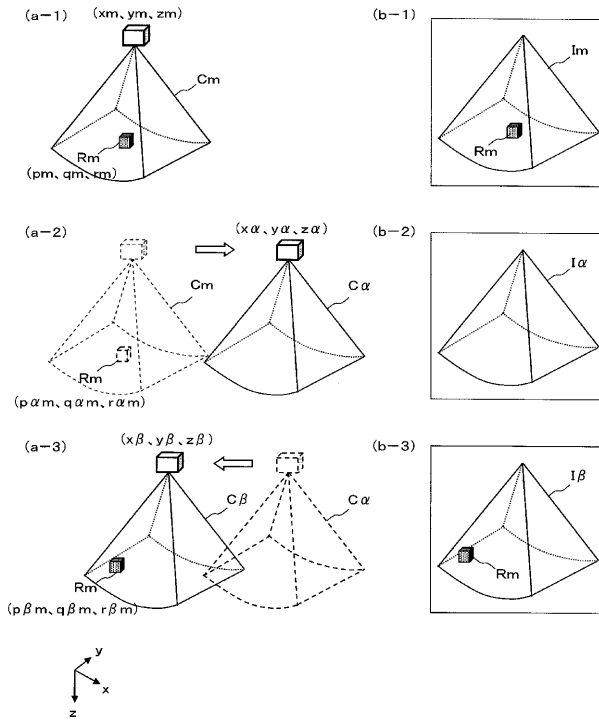 (a-1)
(xm、ym、zm)
Cm
Rm
(pm、qm、rm)
(b-1)
Im
Rm
(a-2)
(xα、yα、zα)
Cm
Cα
Rm
(pαm、qαm、rαm)
(b-2)
Iα
(a-3)
(xβ、yβ、zβ)
Cβ
Cα
Rm
(pβm、qβm、rβm)
(b-3)
Iβ
Rm
y
x
z